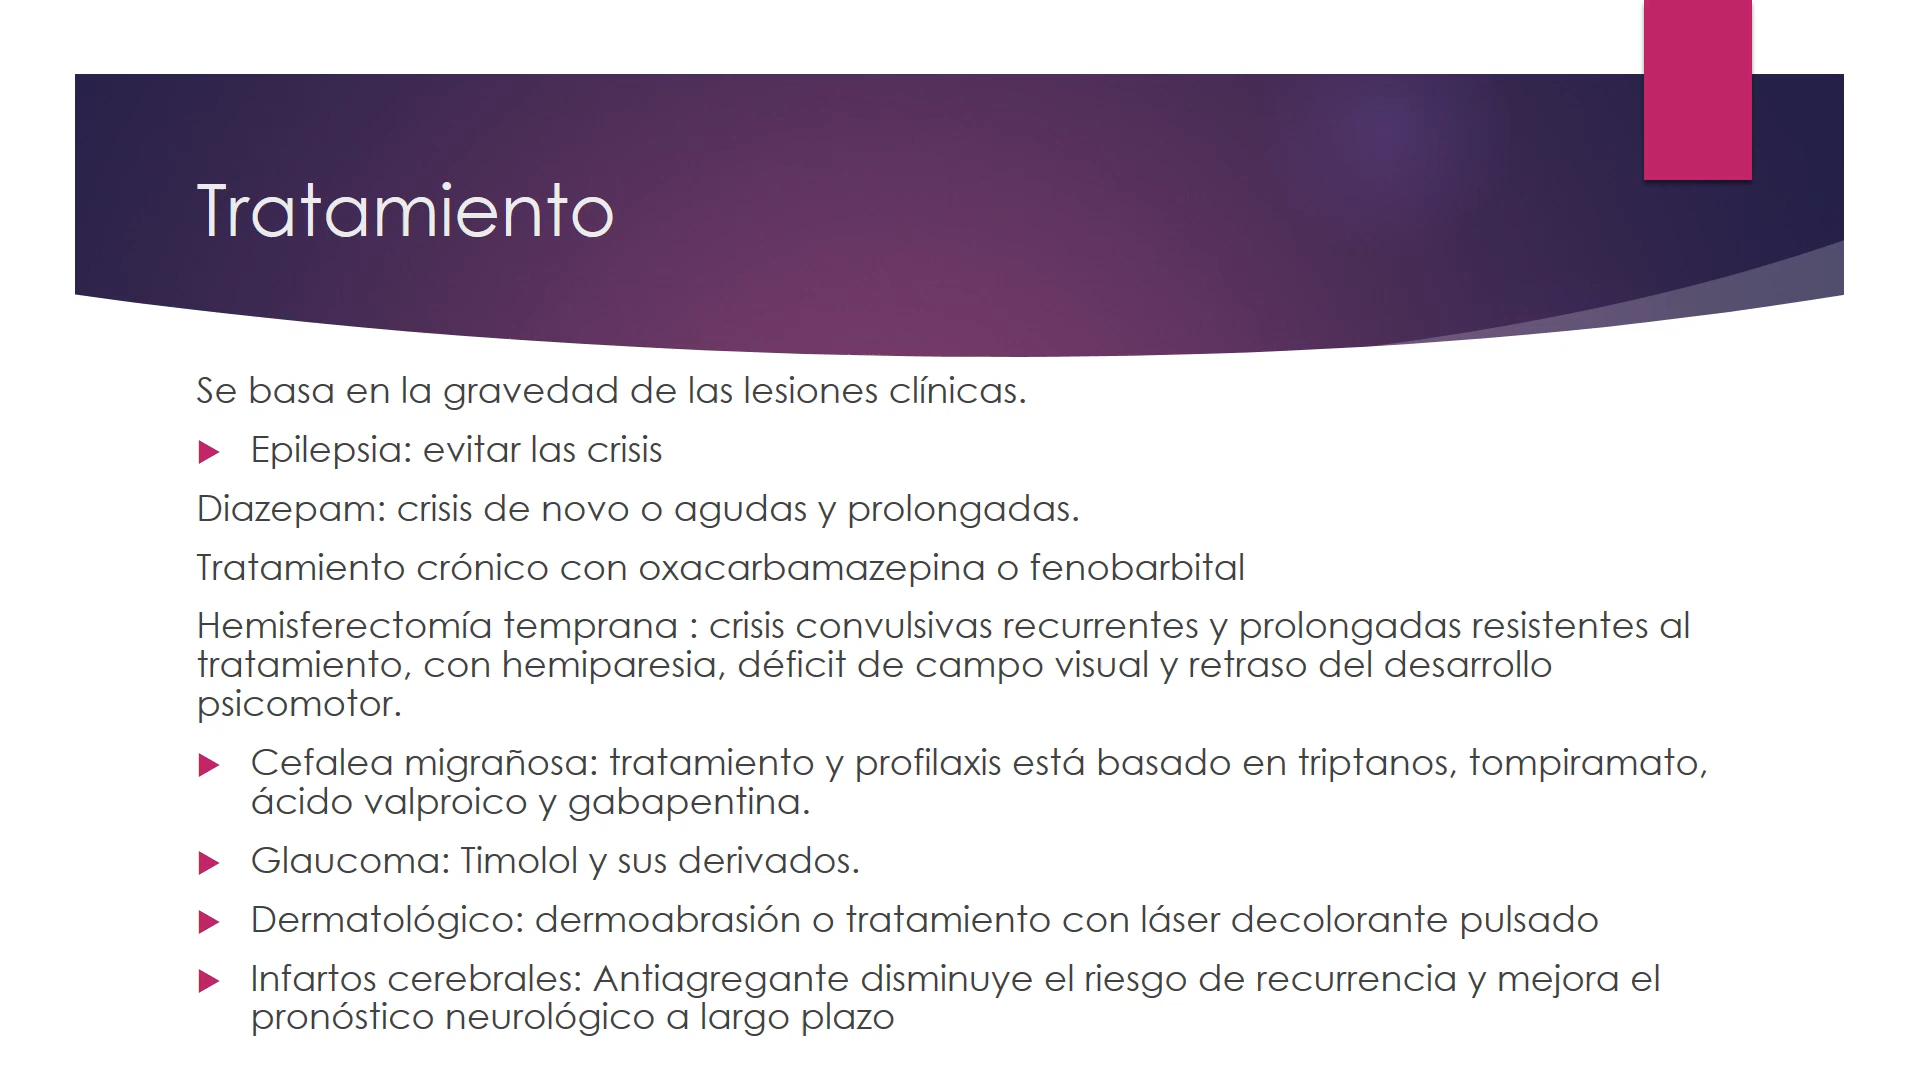 Tratamiento
Se basa en la gravedad de las lesiones clínicas.
Epilepsia: evitar las crisis
Diazepam: crisis de novo o agudas y prolongadas.
Tratamiento crónico con oxacarbamazepina o fenobarbital
Hemisferectomía temprana : crisis convulsivas recurrentes y prolongadas resistentes al
tratamiento, con hemiparesia, déficit de campo visual y retraso del desarrollo
psicomotor.
Cefalea migrañosa: tratamiento y profilaxis está basado en triptanos, tompiramato,
ácido valproico y gabapentina.
Glaucoma: Timolol y sus derivados.
Dermatológico: dermoabrasión o tratamiento con láser decolorante pulsado
Infartos cerebrales: Antiagregante disminuye el riesgo de recurrencia y mejora el
pronóstico neurológico a largo plazo